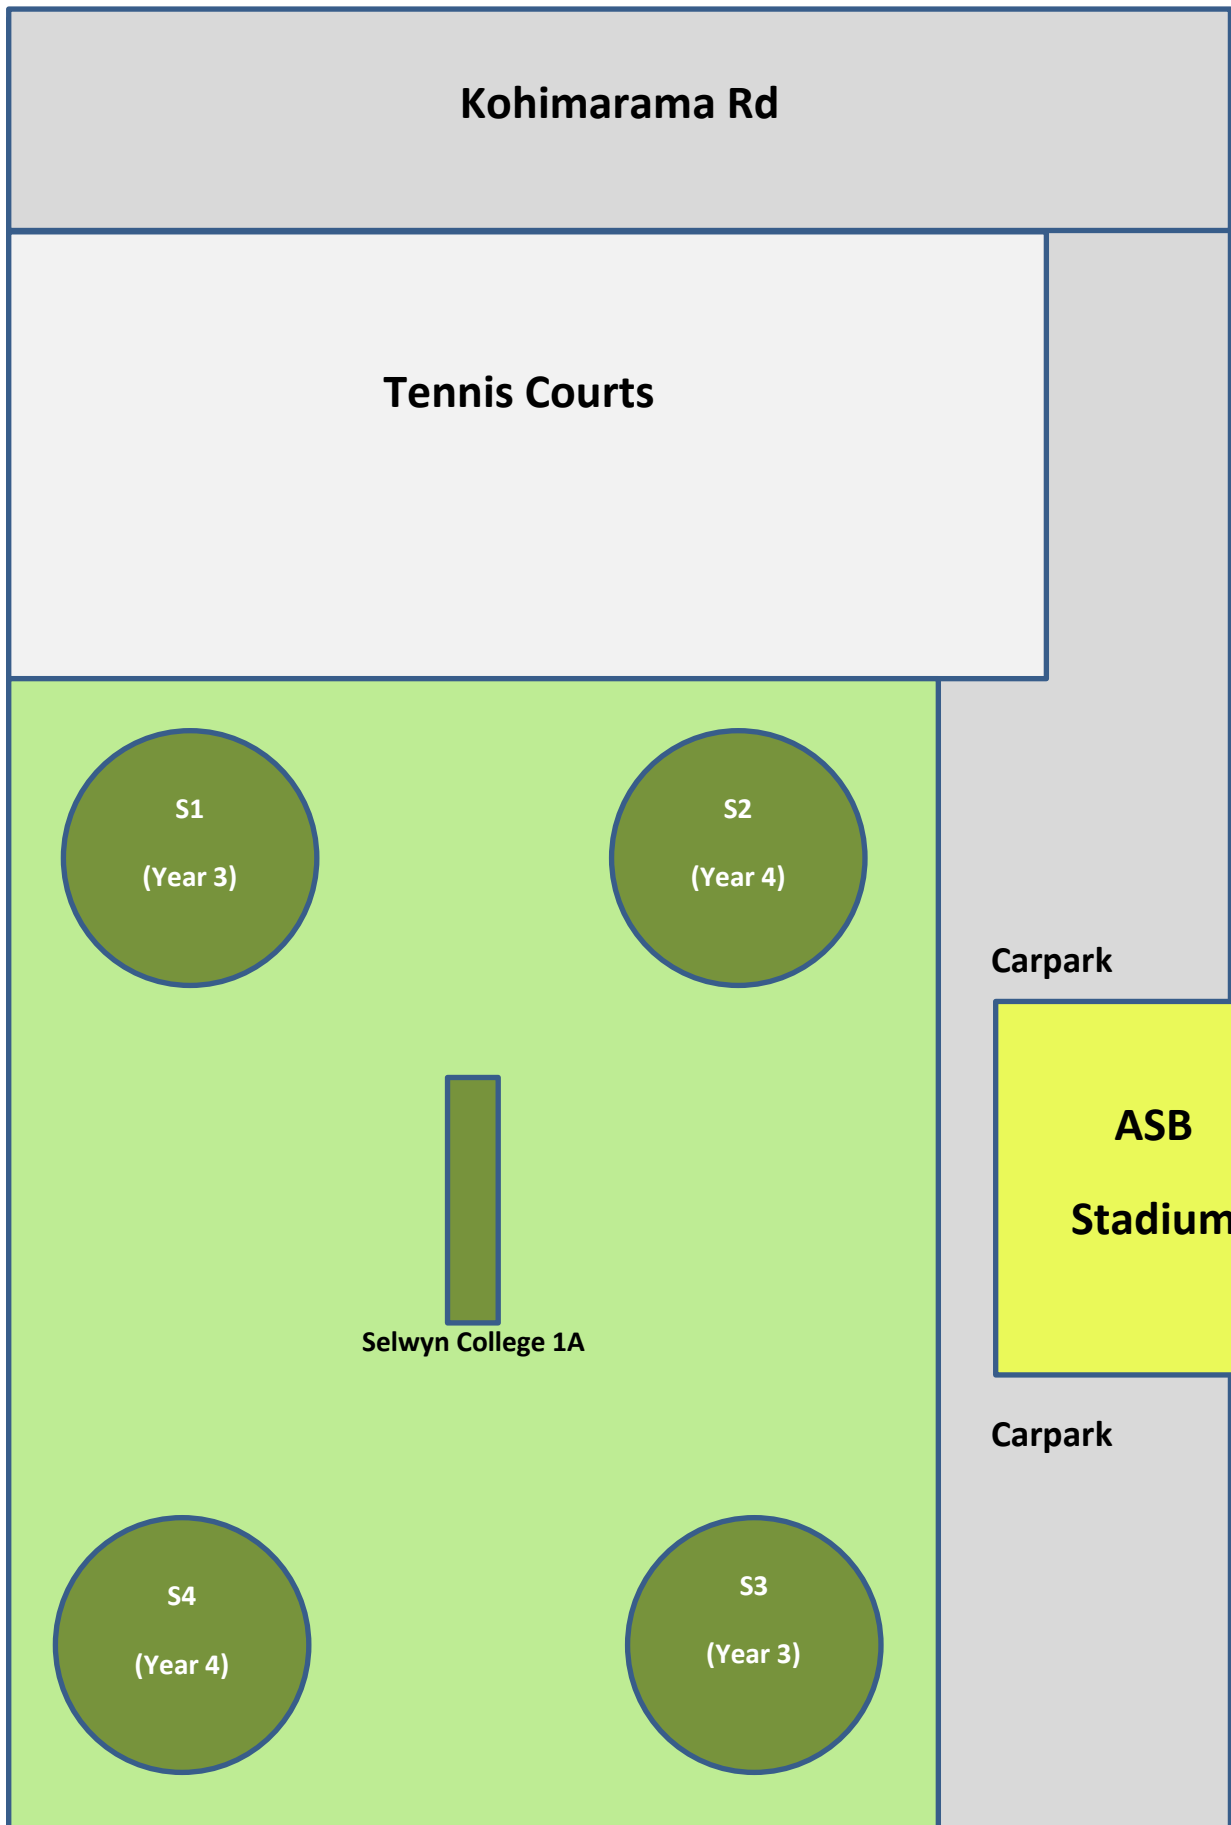 Kohimarama Rd
Tennis Courts
S1
(Year 3)
S2
(Year 4)
Carpark
ASB
Stadium
Selwyn College 1A
Carpark
S4
(Year 4)
S3
(Year 3)